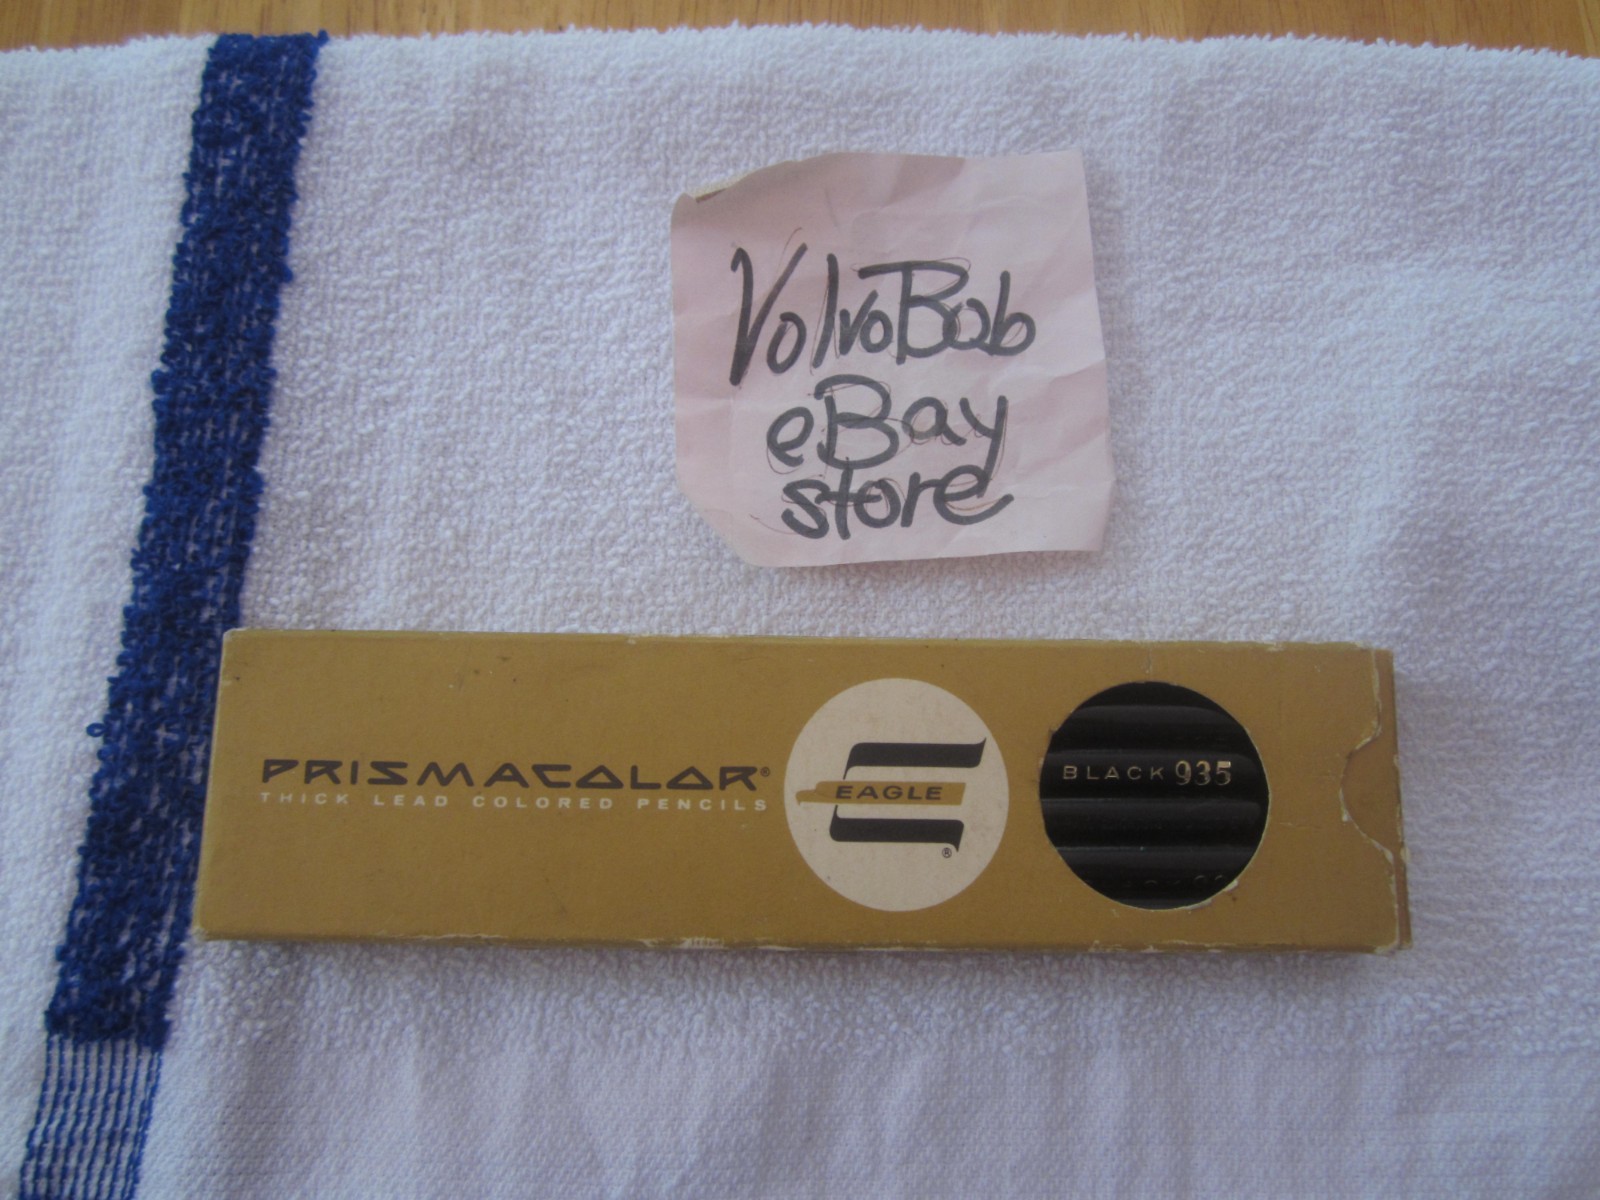 VolvoBob
eBay
store
PRISMACOLOR®
THICK LEAD COLORED PENCILS
EAGLE
®
BLACK 935